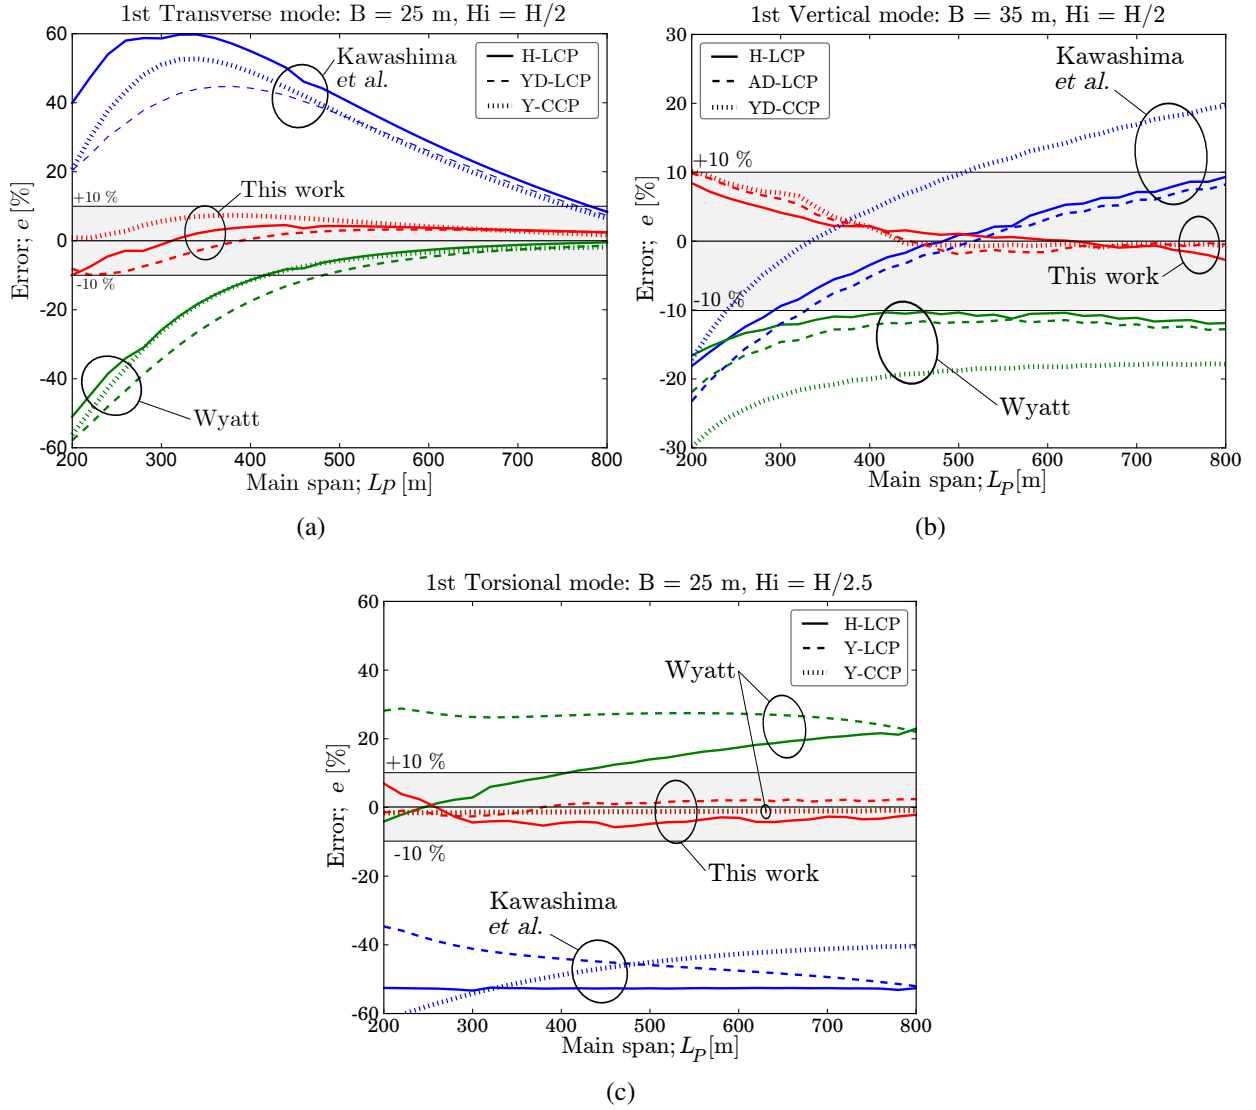 1st Transverse mode: B = 25 m, Hi = H/2
Error; e [%]
60
40
20
0
-20
-40
-60
+10 %
-10 %
H-LCP
YD-LCP
Y-CCP
Kawashima
et al.
This work
Wyatt
200 300 400 500 600 700 800
Main span; LP [m]
(a)
1st Vertical mode: B = 35 m, Hi = H/2
Error; e [%]
30
20
10
0
-10
-20
-30
+10 %
-10 %
H-LCP
AD-LCP
YD-CCP
Kawashima
et al.
This work
Wyatt
200 300 400 500 600 700 800
Main span; LP [m]
(b)
1st Torsional mode: B = 25 m, Hi = H/2.5
Error; e [%]
60
40
20
0
-20
-40
-60
+10 %
-10 %
H-LCP
Y-LCP
Y-CCP
Wyatt
This work
Kawashima
et al.
200 300 400 500 600 700 800
Main span; LP [m]
(c)